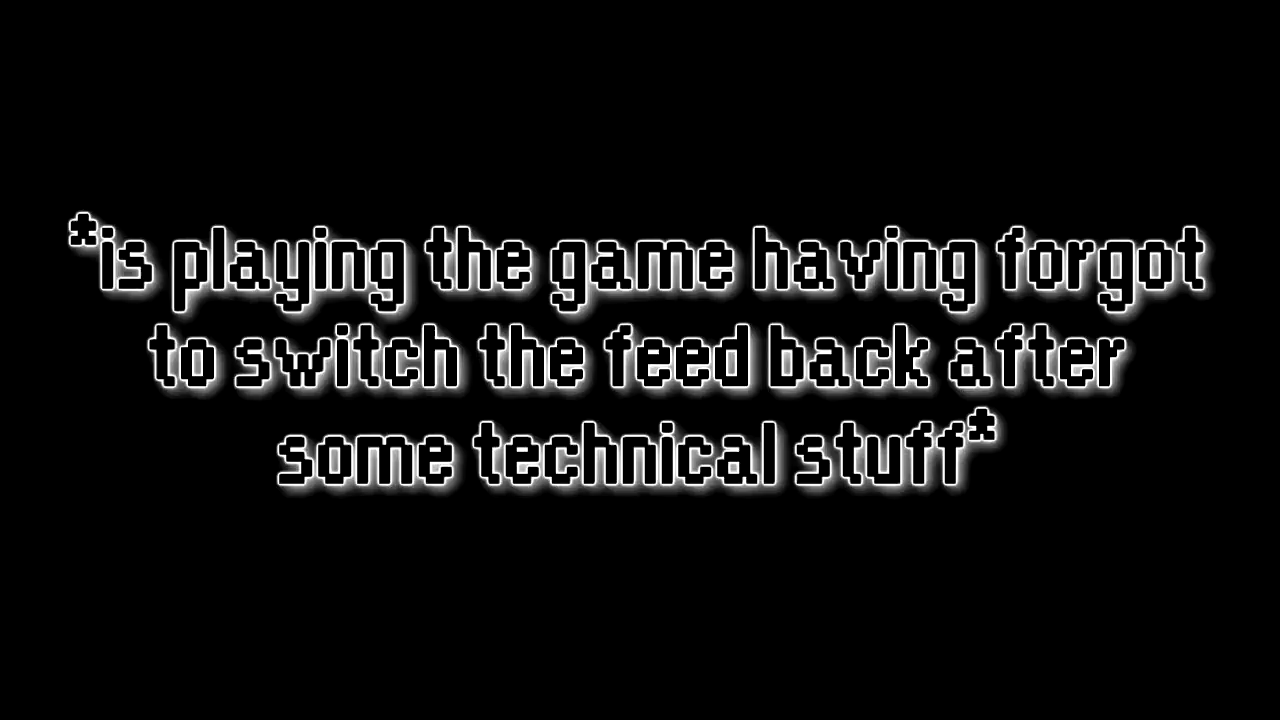 *is playing the game having forgot
to switch the feed back after
some technical stuff*